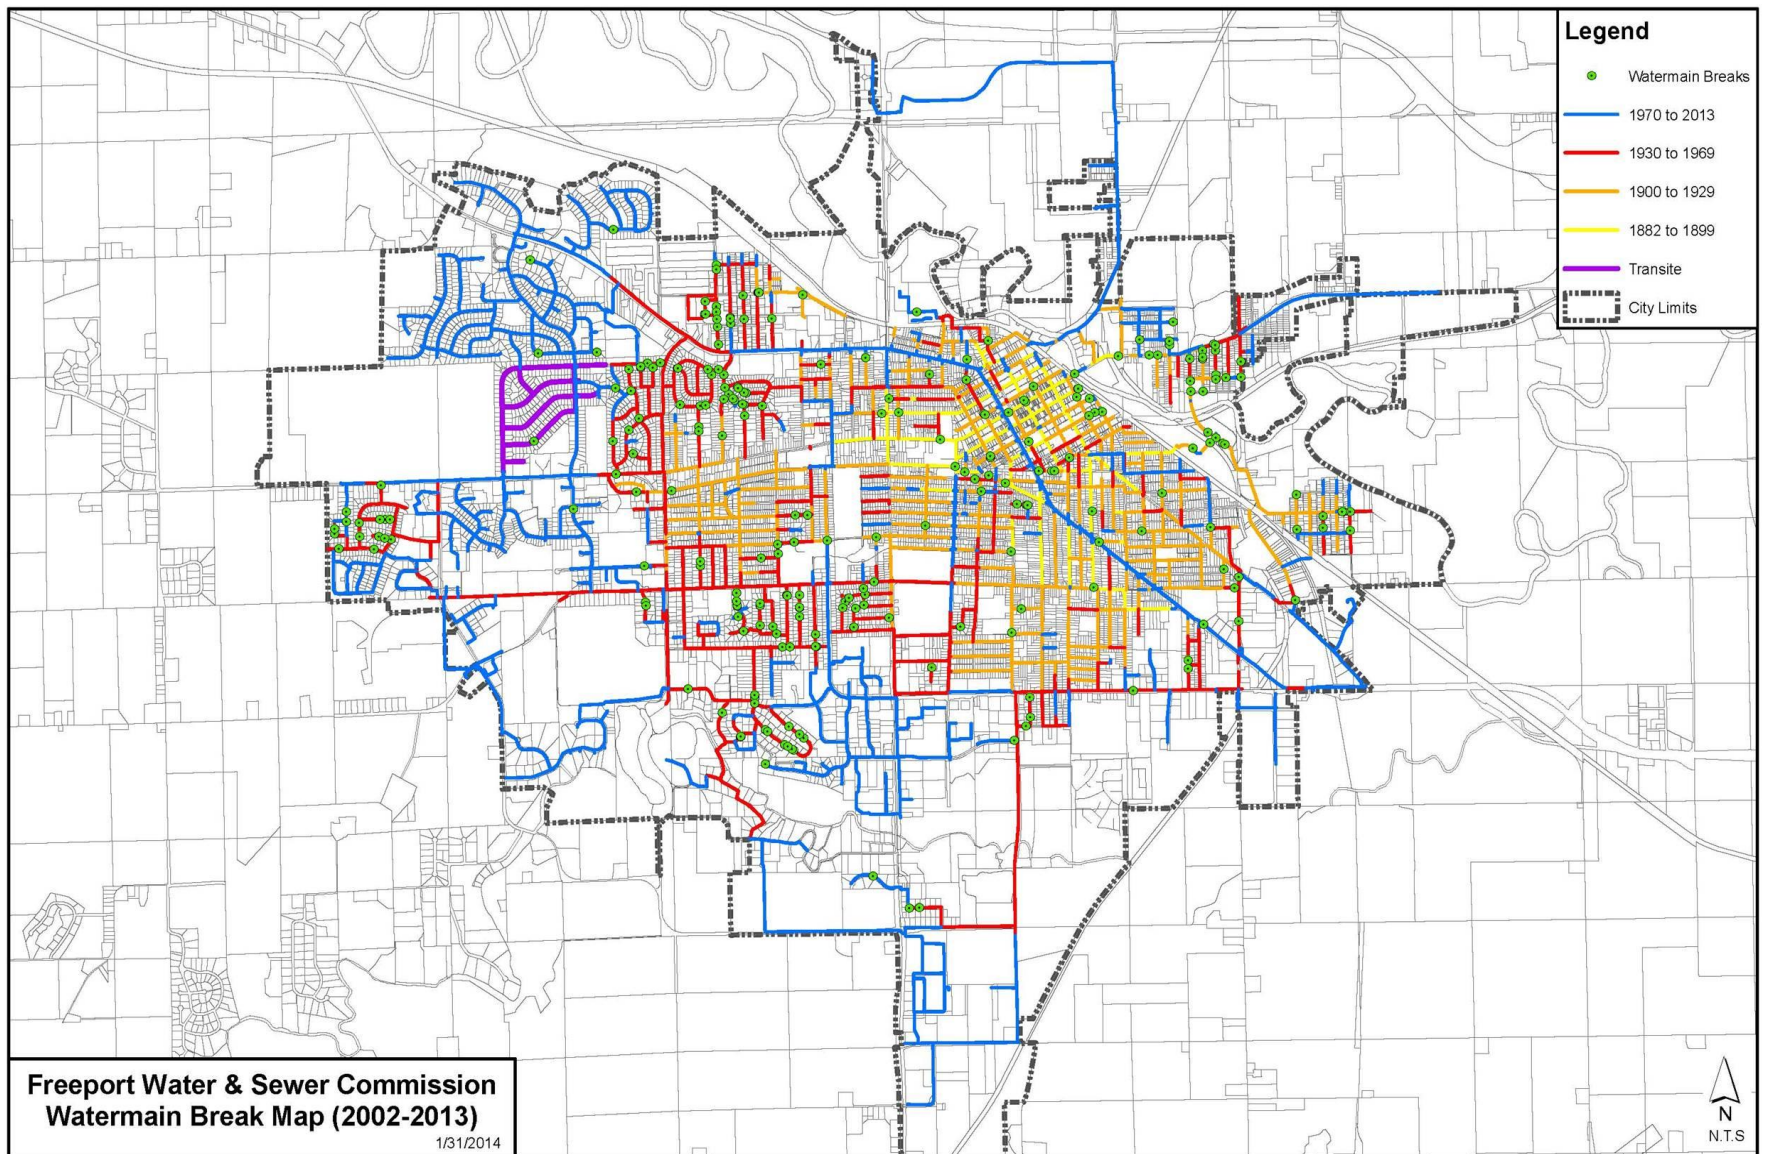 Legend
Watermain Breaks
1970 to 2013
1930 to 1969
1900 to 1929
1882 to 1899
Transite
City Limits
Freeport Water & Sewer Commission
Watermain Break Map (2002-2013)
1/31/2014
N
N.T.S